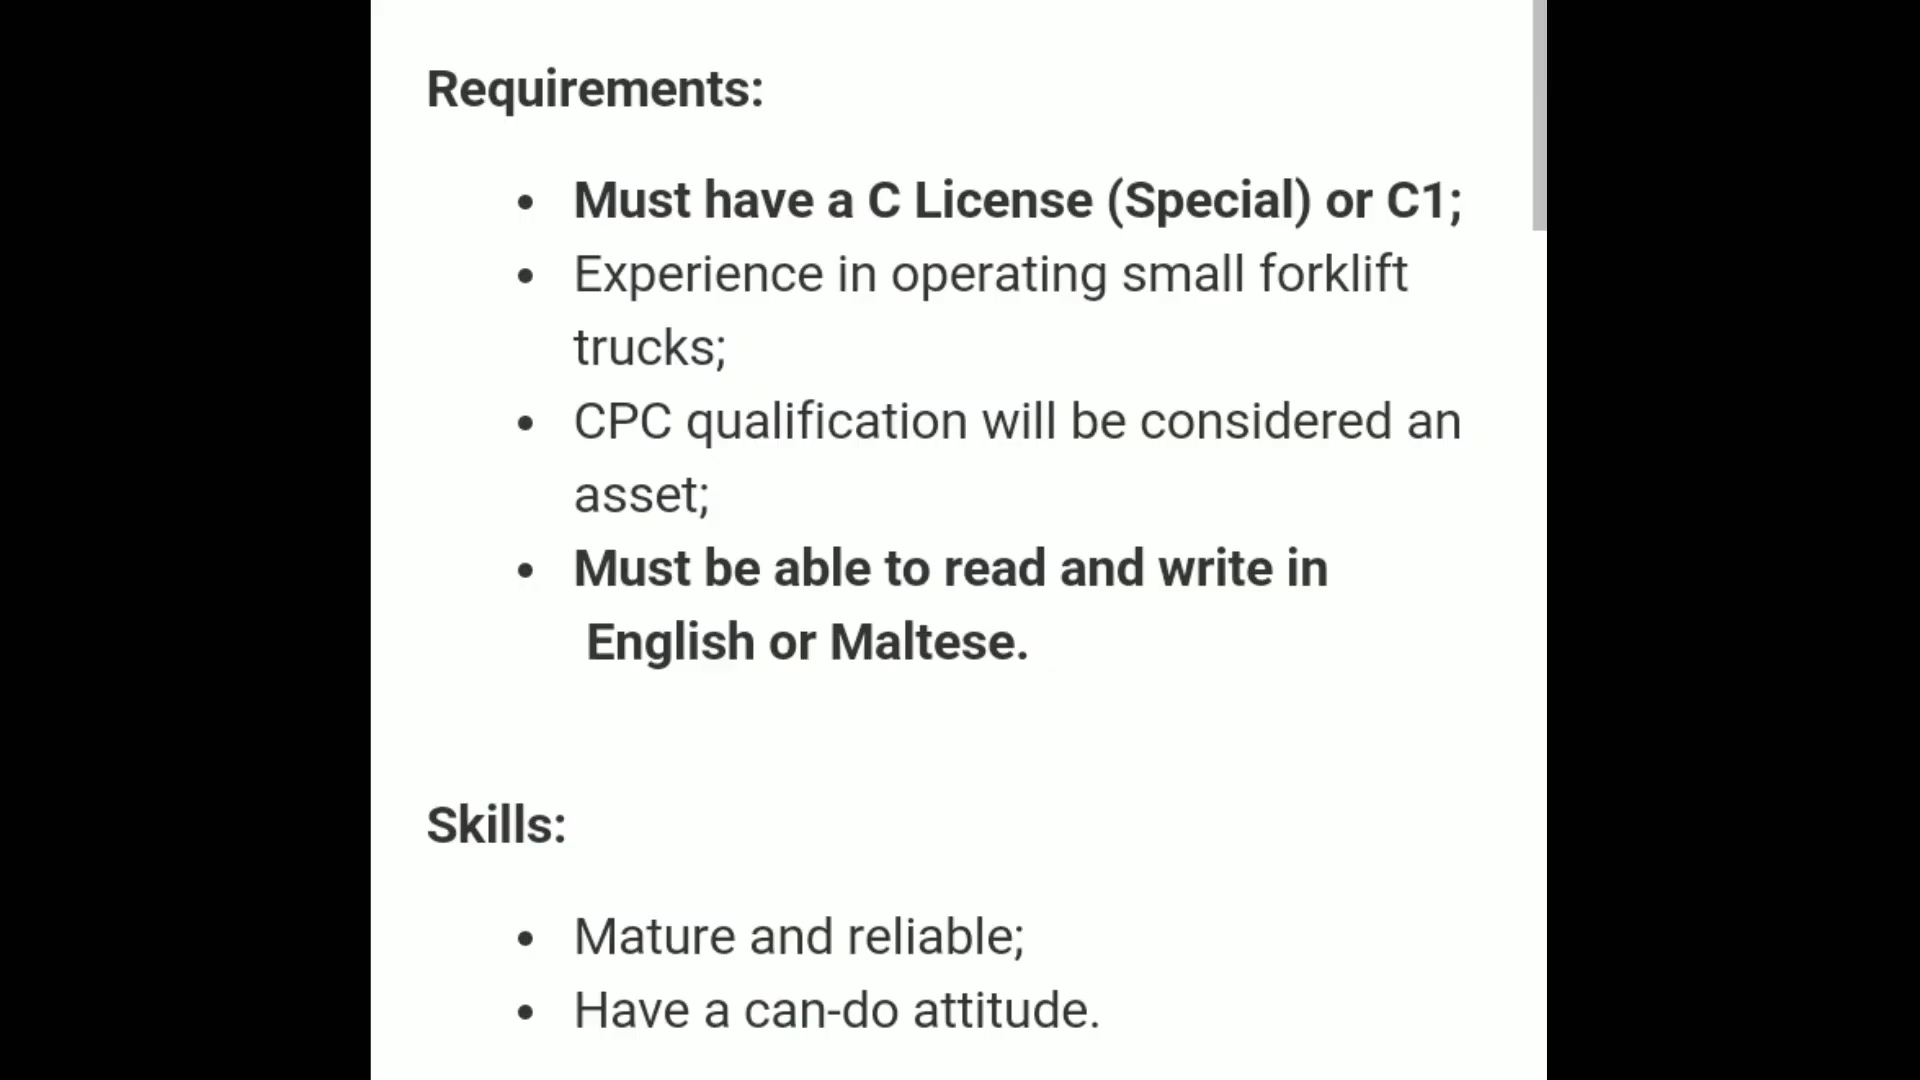 Requirements:
• Must have a C License (Special) or C1;
• Experience in operating small forklift
trucks;
• CPC qualification will be considered an
asset;
• Must be able to read and write in
English or Maltese.
Skills:
• Mature and reliable;
• Have a can-do attitude.